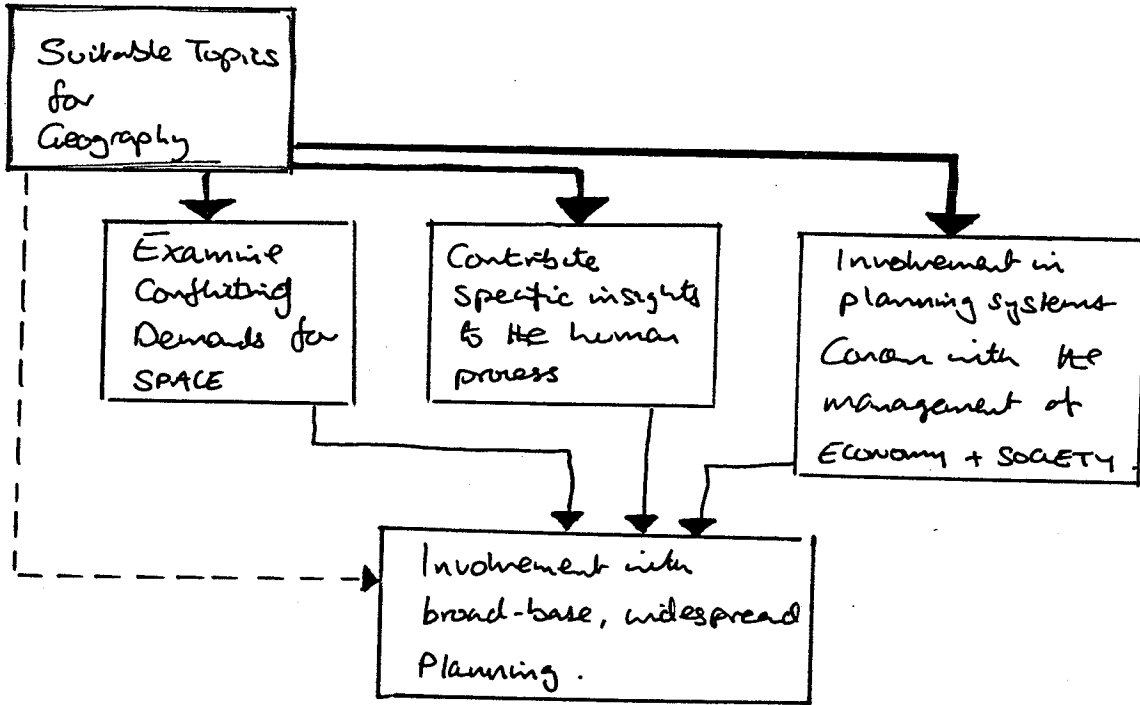 Suitable Topics
for
Geography
Examine
Conflicting
Demands for
SPACE
Contribute
specific insights
to the human
process
Involvement in
planning systems
Concern with the
management of
ECONOMY + SOCIETY.
Involvement with
broad-base, widespread
Planning.